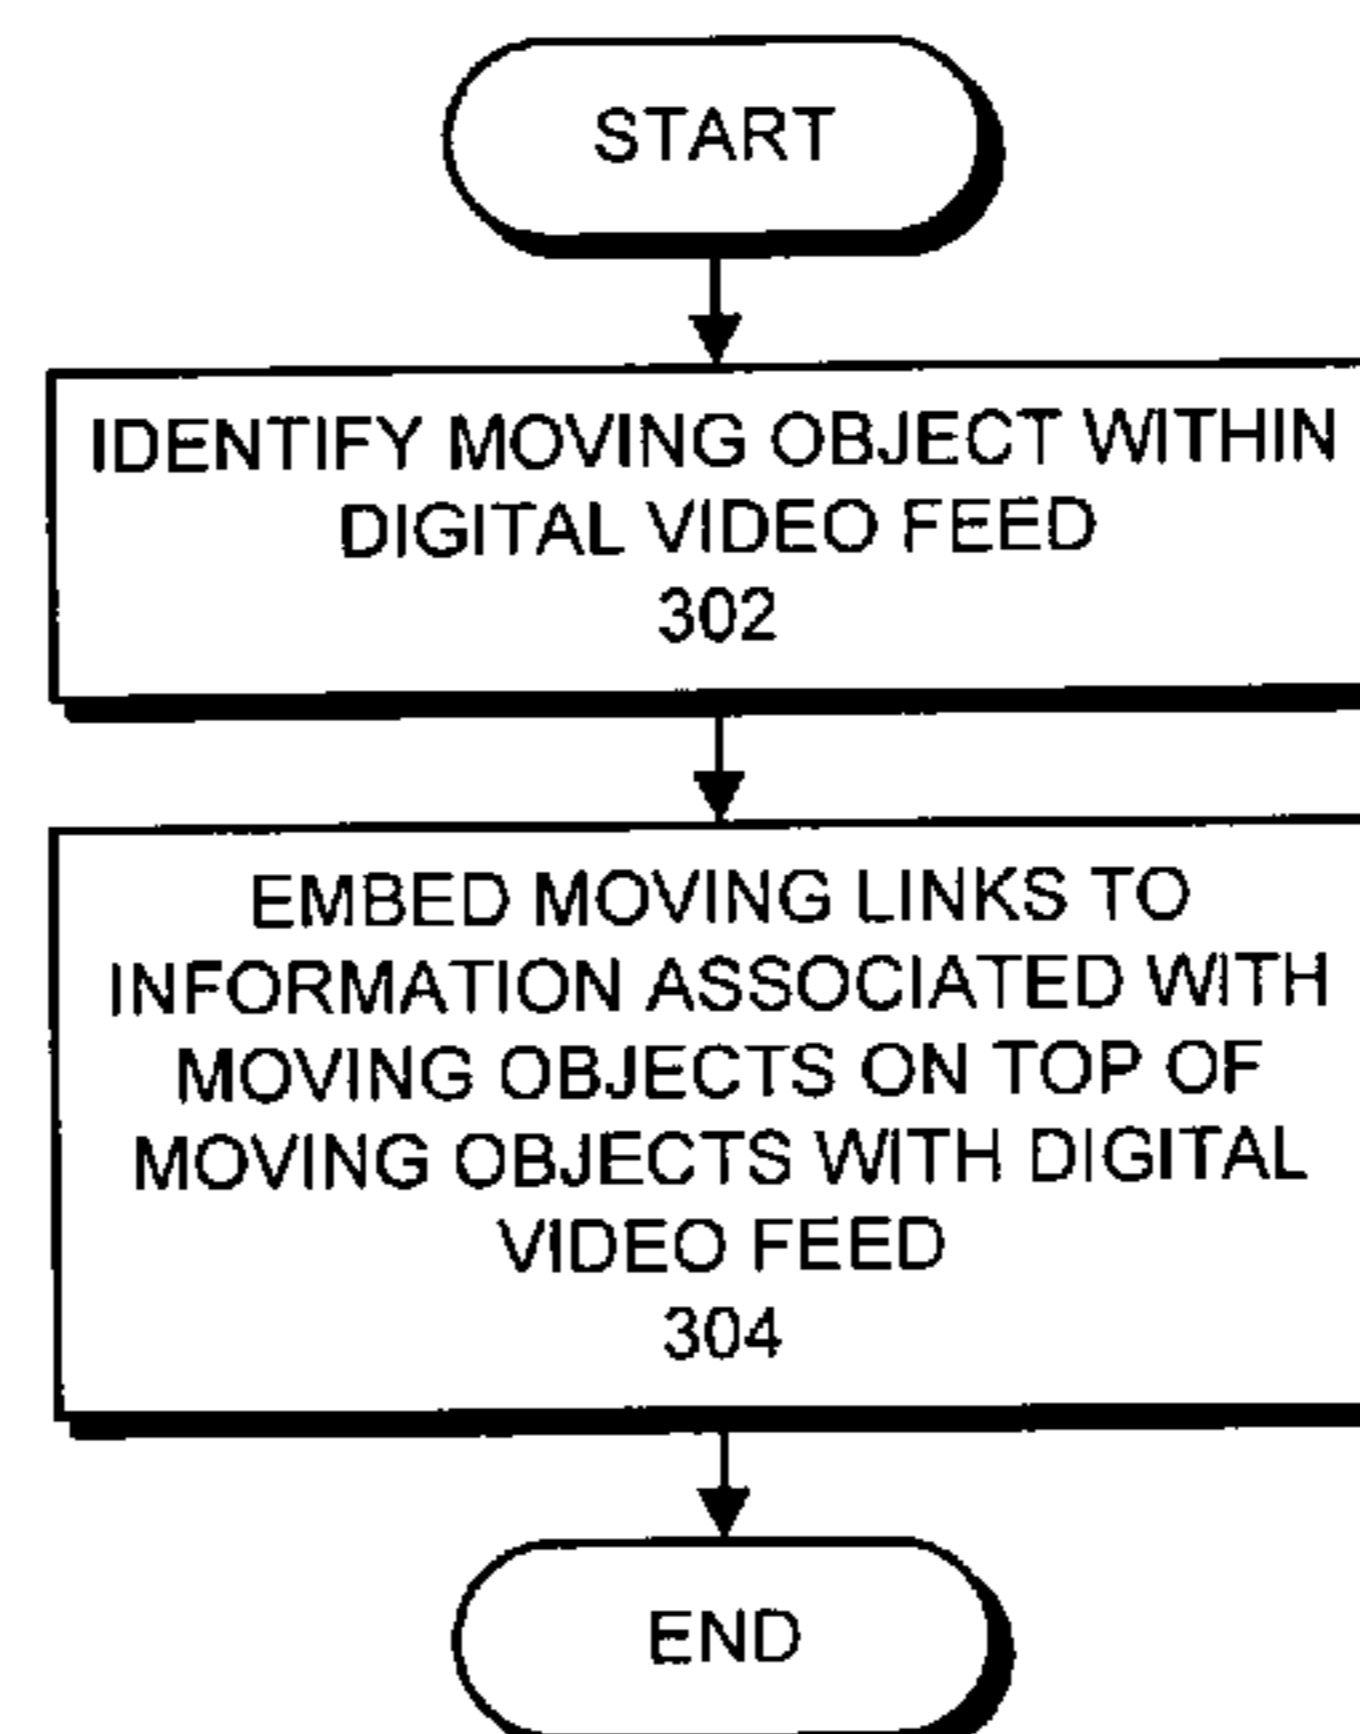 START
IDENTIFY MOVING OBJECT WITHIN
DIGITAL VIDEO FEED
302
EMBED MOVING LINKS TO
INFORMATION ASSOCIATED WITH
MOVING OBJECTS ON TOP OF
MOVING OBJECTS WITH DIGITAL
VIDEO FEED
304
END